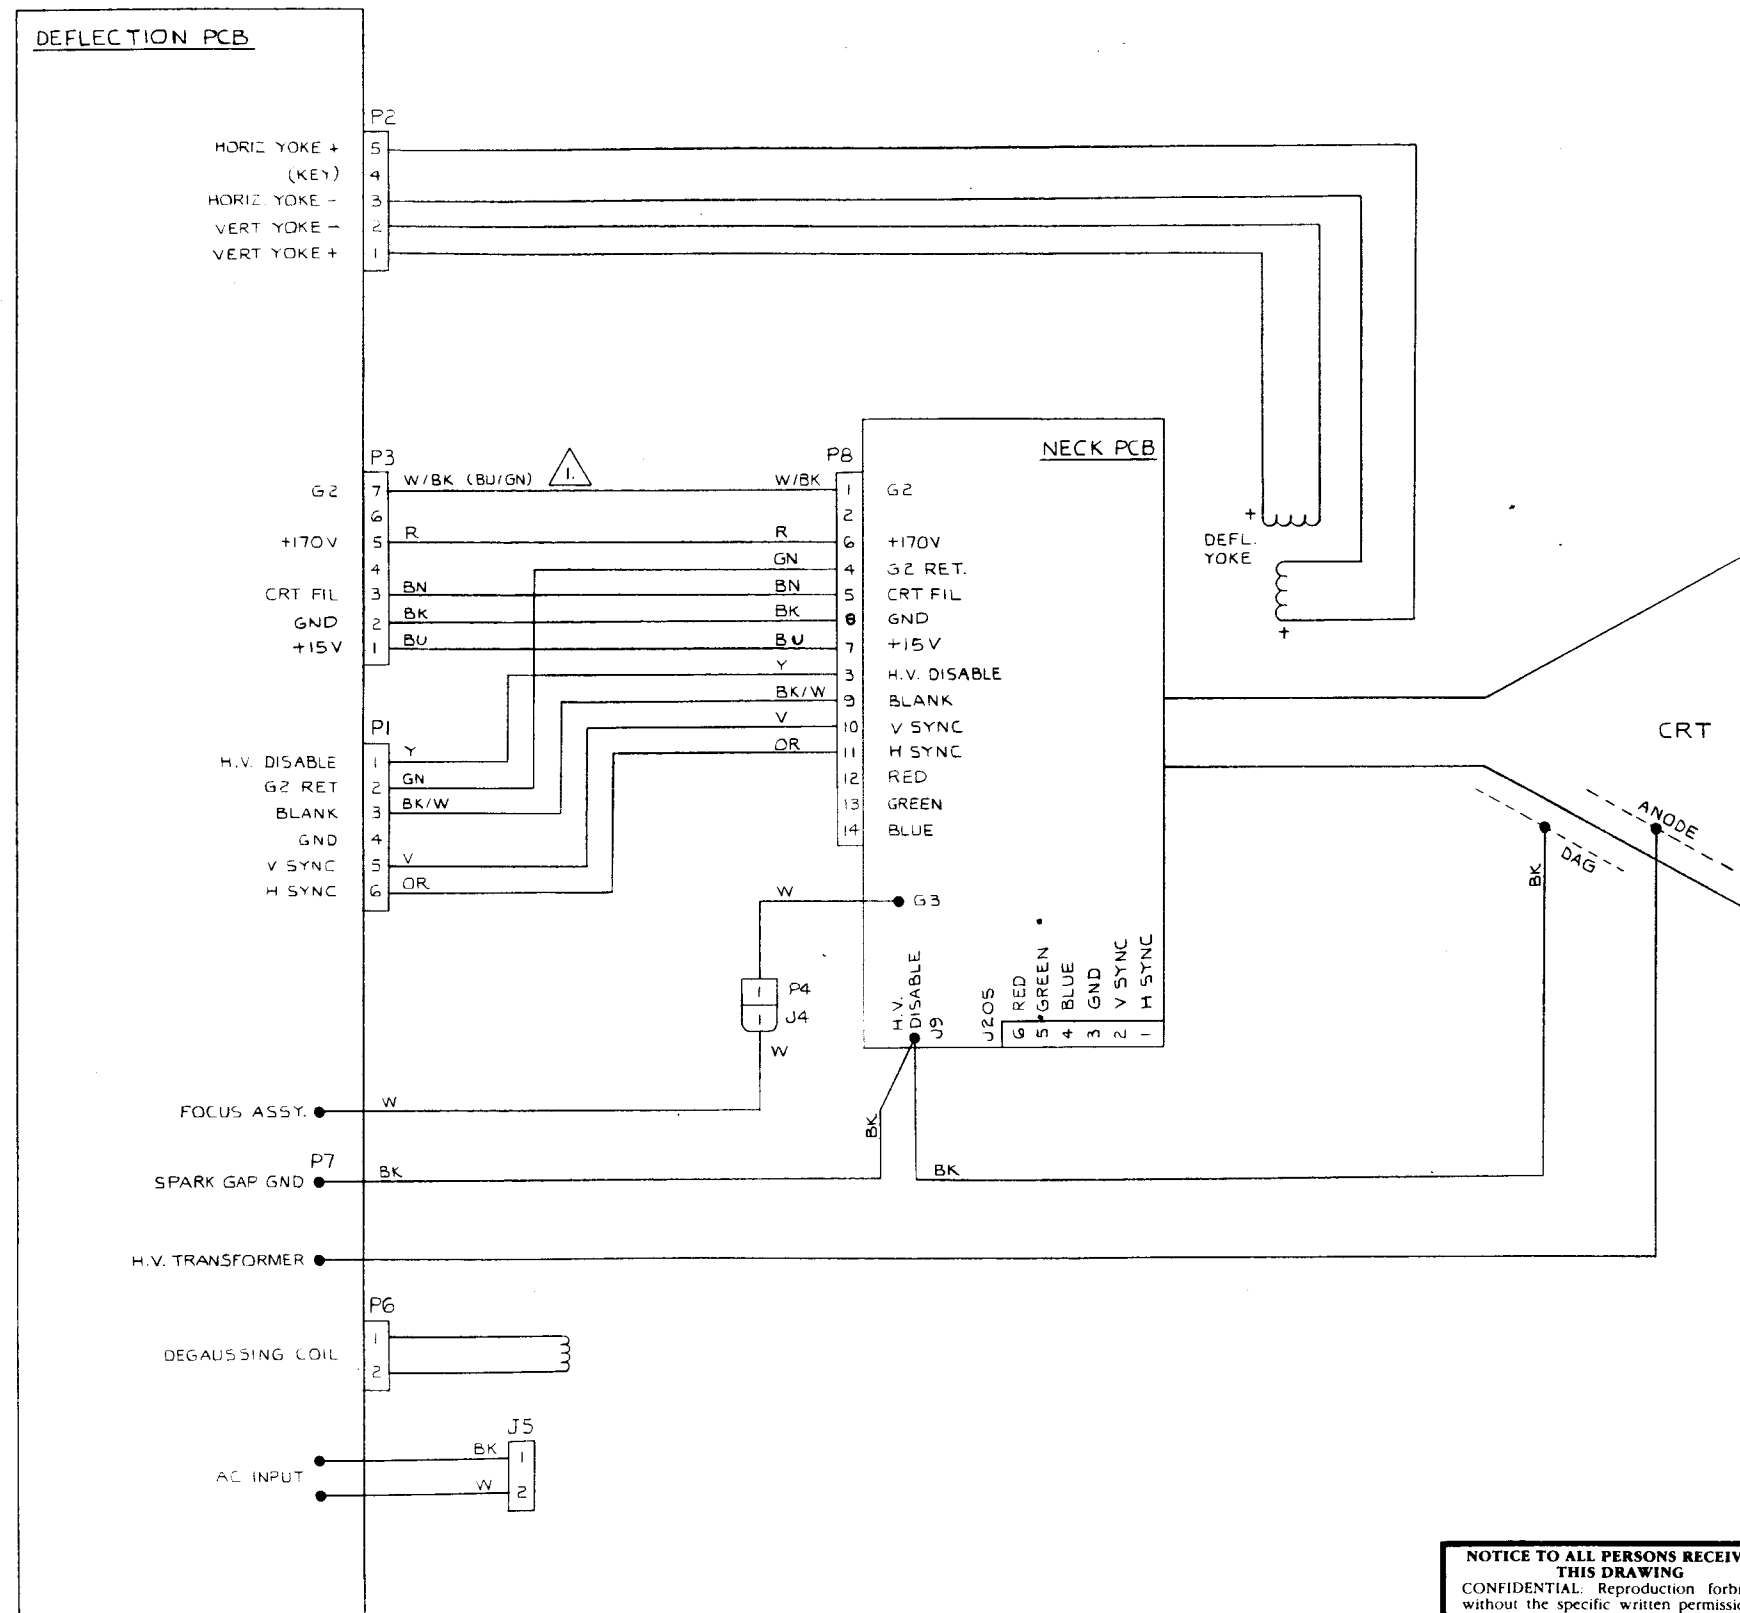 DEFLECTION PCB
P2
HORIZ YOKE + 5
(KEY) 4
HORIZ. YOKE - 3
VERT YOKE - 2
VERT YOKE + 1
NECK PCB
P3
P8
G2 7 W/BK (BU/GN) 1. W/BK 1 G2
6 2
+170V 5 R R 6 +170V
4 GN 4 G2 RET.
CRT FIL 3 BN BN 5 CRT FIL
GND 2 BK BK 8 GND
+15V 1 BU BU 7 +15V
Y 3 H.V. DISABLE
BK/W 9 BLANK
V 10 V SYNC
OR 11 H SYNC
12 RED
13 GREEN
14 BLUE
+
DEFL.
YOKE
+
CRT
ANODE
DAG
BK
P1
H.V. DISABLE 1 Y
G2 RET 2 GN
BLANK 3 BK/W
GND 4
V SYNC 5 V
H SYNC 6 OR
W G3
1 P4
1 J4
W
H.V.
DISABLE
J9
J205
6 RED
5 GREEN
4 BLUE
3 GND
2 V SYNC
1 H SYNC
FOCUS ASSY. W
BK
P7
SPARK GAP GND BK
BK
H.V. TRANSFORMER
P6
1
DEGAUSSING COIL
2
J5
BK 1
AC INPUT
W 2
NOTICE TO ALL PERSONS RECEIV
THIS DRAWING
CONFIDENTIAL: Reproduction forbi
without the specific written permissi